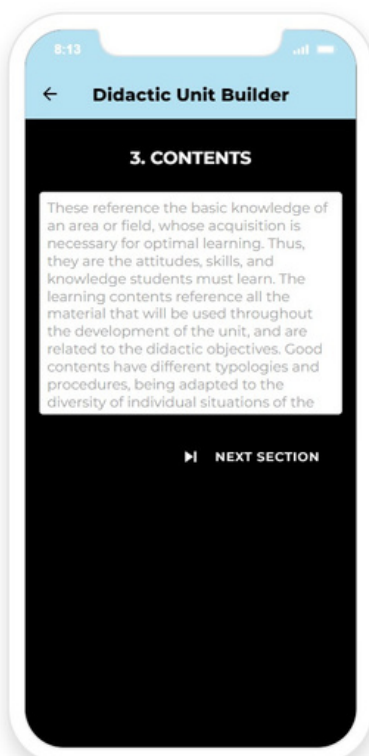 8:13
Didactic Unit Builder
3. CONTENTS
These reference the basic knowledge of
an area or field, whose acquisition is
necessary for optimal learning. Thus,
they are the attitudes, skills, and
knowledge students must learn. The
learning contents reference all the
material that will be used throughout
the development of the unit, and are
related to the didactic objectives. Good
contents have different typologies and
procedures, being adapted to the
diversity of individual situations of the
NEXT SECTION